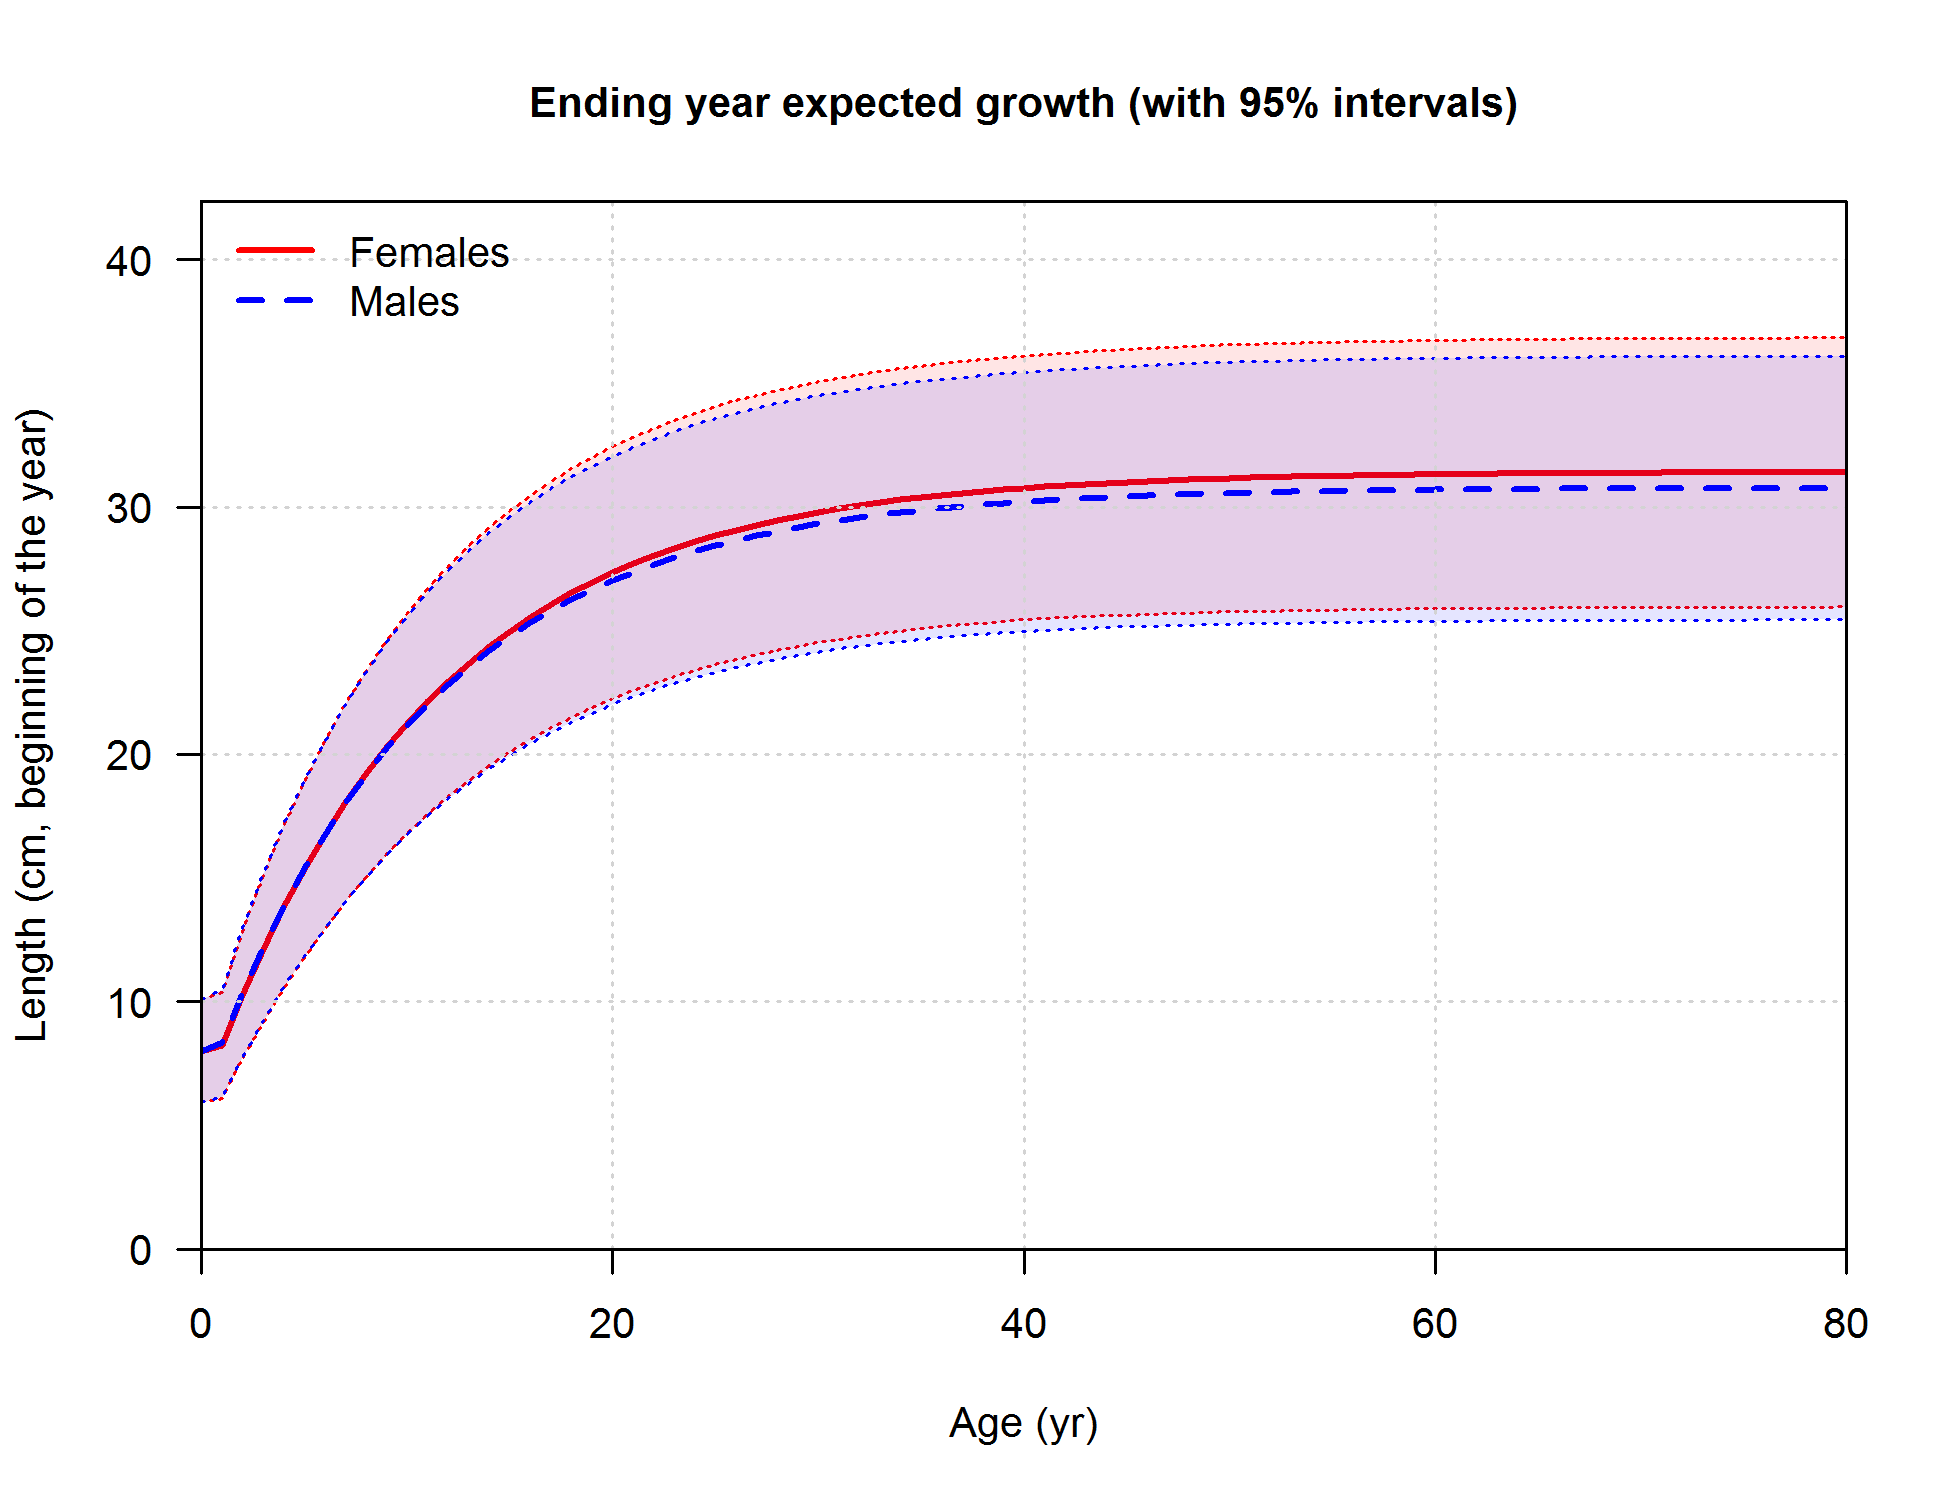 Ending year expected growth (with 95% intervals)
Females
Males
40
30
20
10
0
Length (cm, beginning of the year)
0 20 40 60 80
Age (yr)